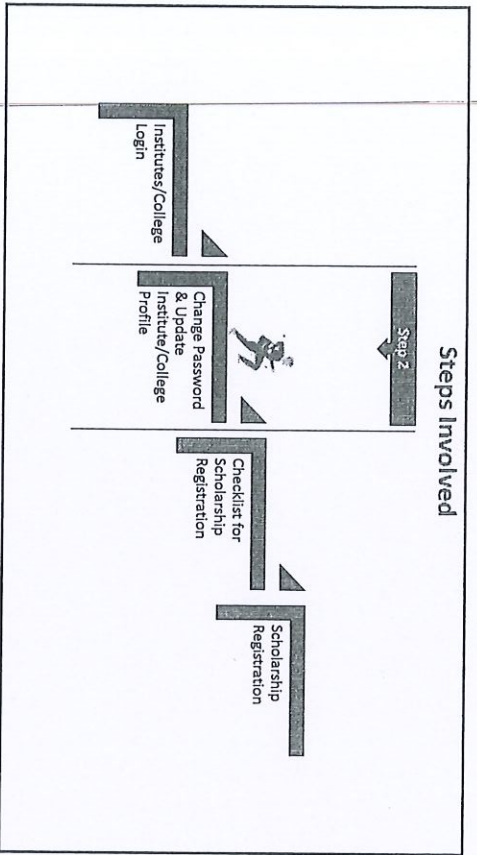 Steps Involved
Step 2
Institutes/College
Login
Change Password
& Update
Institute/College
Profile
Checklist for
Scholarship
Registration
Scholarship
Registration